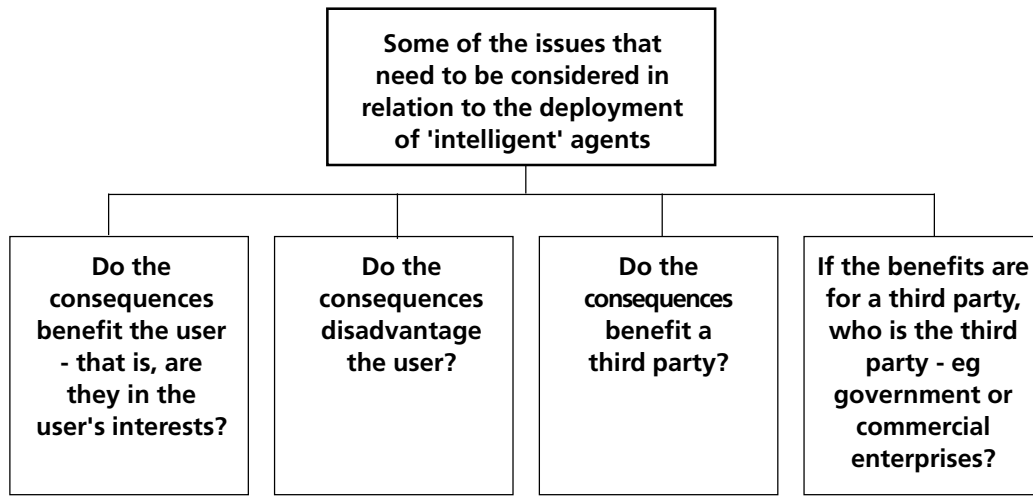 Some of the issues that
need to be considered in
relation to the deployment
of 'intelligent' agents
Do the
consequences
benefit the user
- that is, are
they in the
user's interests?
Do the
consequences
disadvantage
the user?
Do the
consequences
benefit a
third party?
If the benefits are
for a third party,
who is the third
party - eg
government or
commercial
enterprises?